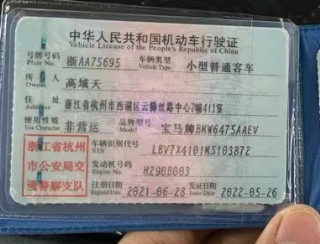 中华人民共和国机动车行驶证
Vehicle License of the People's Republic of China
号牌号码 浙AA75695 车辆类型 小型普通客车
Plate No. Vehicle Type
所有人 高域天
Owner
住址 浙江省杭州市西湖区云 丝路中心7 413室
Address
使用性质 非营运 品牌型号 宝马牌BMW6475AAEV
Use Character Model
浙江省杭州市公安局交通警察支队
车辆识别代号
VIN
发动机号码
Engine No.
注册日期 2021-06-28 发证日期 2022-05-26
Register Date Issue Date